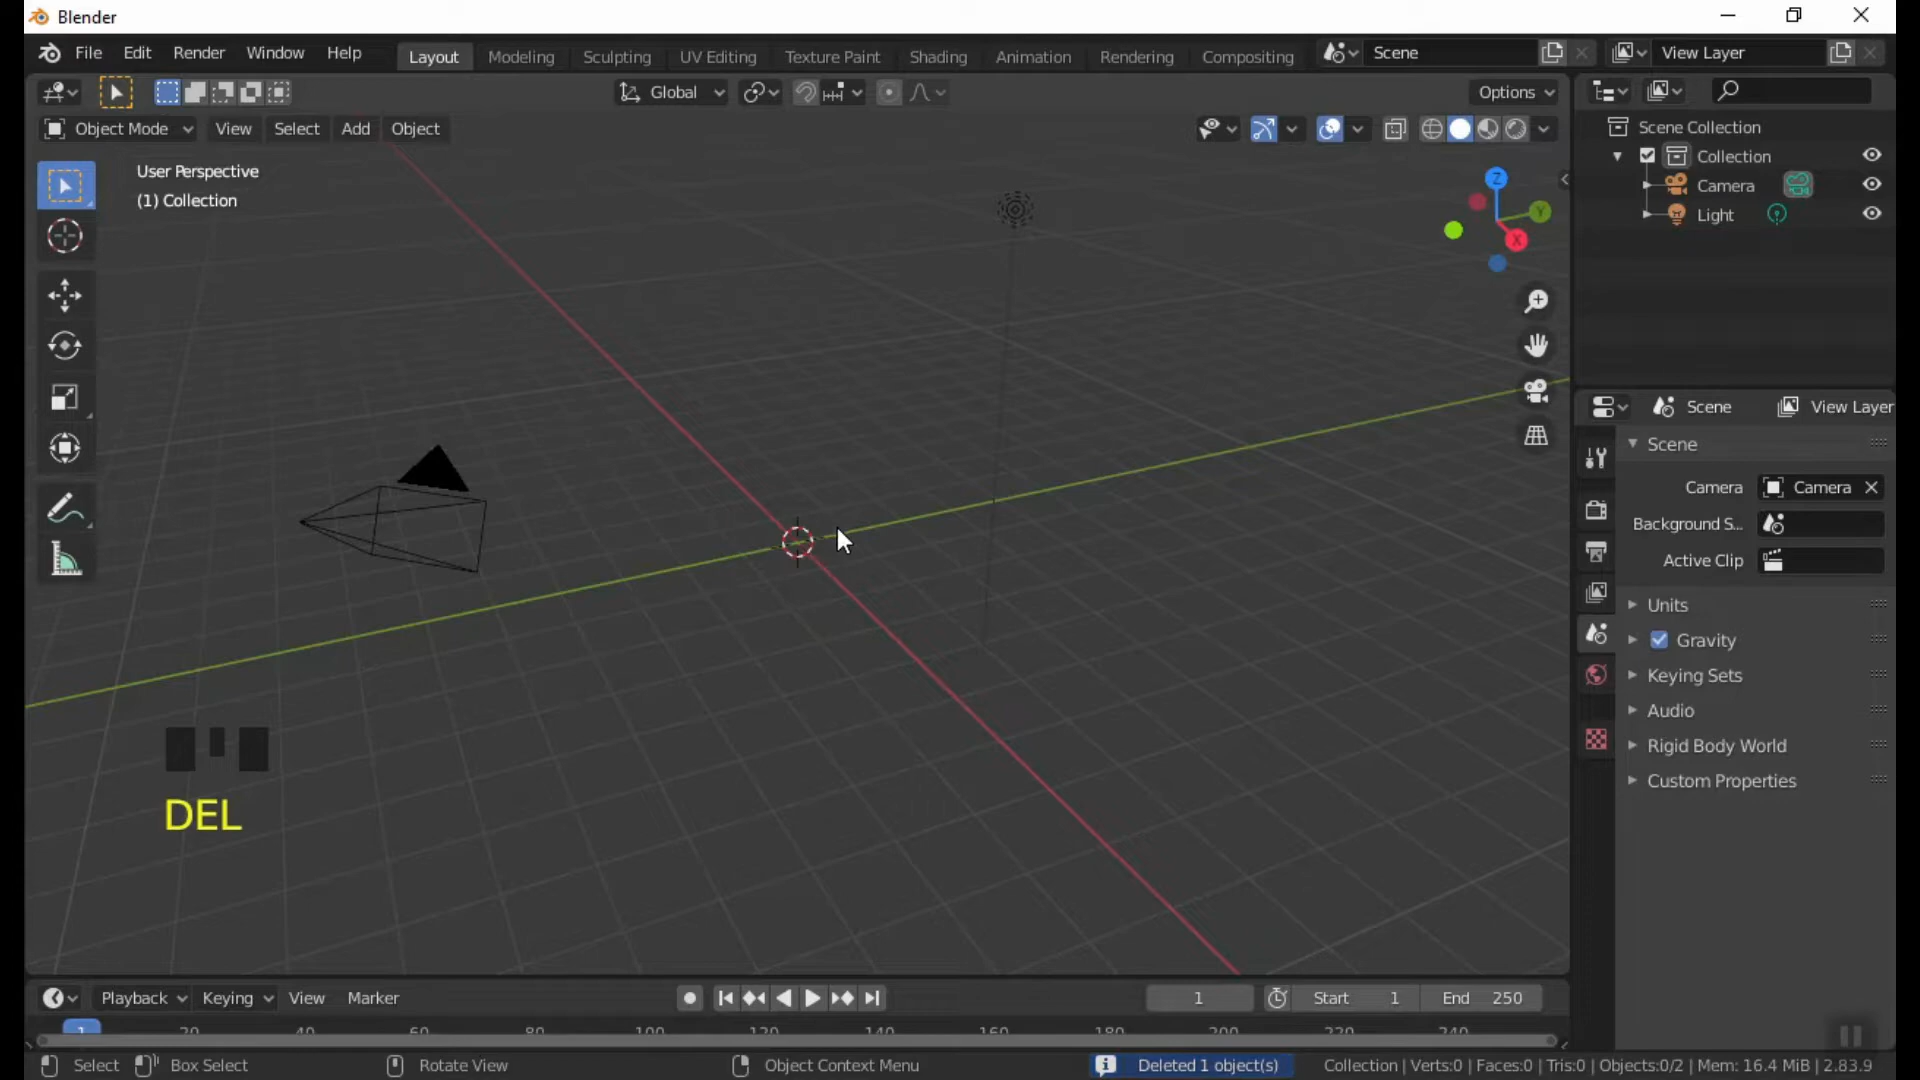 Blender
File Edit Render Window Help Layout Modeling Sculpting UV Editing Texture Paint Shading Animation Rendering Compositing Scene View Layer
Global Options
Object Mode View Select Add Object
User Perspective
(1) Collection
Z
Y
X
Scene Collection
Collection
Camera
Light
Scene View Layer
Scene
Camera Camera
Background S...
Active Clip
Units
Gravity
Keying Sets
Audio
Rigid Body World
Custom Properties
DEL
Playback Keying View Marker 1 Start 1 End 250
1 20 40 60 80 100 120 140 160 180 200 220 240
Select Box Select Rotate View Object Context Menu Deleted 1 object(s) Collection | Verts:0 | Faces:0 | Tris:0 | Objects:0/2 | Mem: 16.4 MiB | 2.83.9